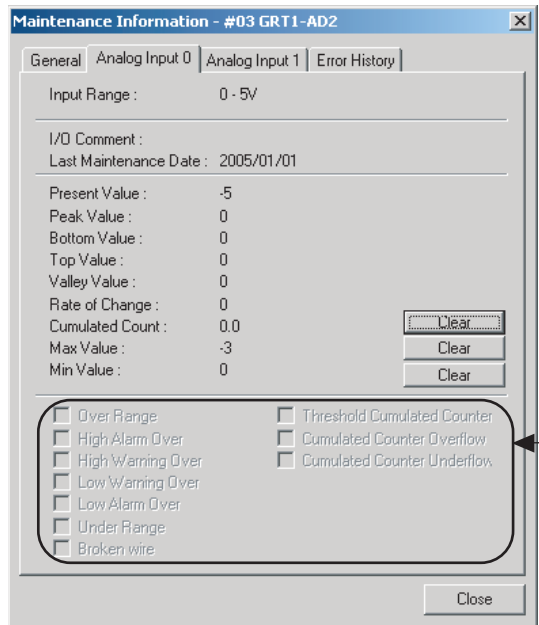 Maintenance Information - #03 GRT1-AD2
General Analog Input 0 Analog Input 1 Error History
Input Range : 0 - 5V
I/O Comment :
Last Maintenance Date : 2005/01/01
Present Value : -5
Peak Value : 0
Bottom Value : 0
Top Value : 0
Valley Value : 0
Rate of Change : 0
Cumulated Count : 0.0 Clear
Max Value : -3 Clear
Min Value : 0 Clear
Over Range Threshold Cumulated Counter
High Alarm Over Cumulated Counter Overflow
High Warning Over Cumulated Counter Underflow
Low Warning Over
Low Alarm Over
Under Range
Broken wire
Close